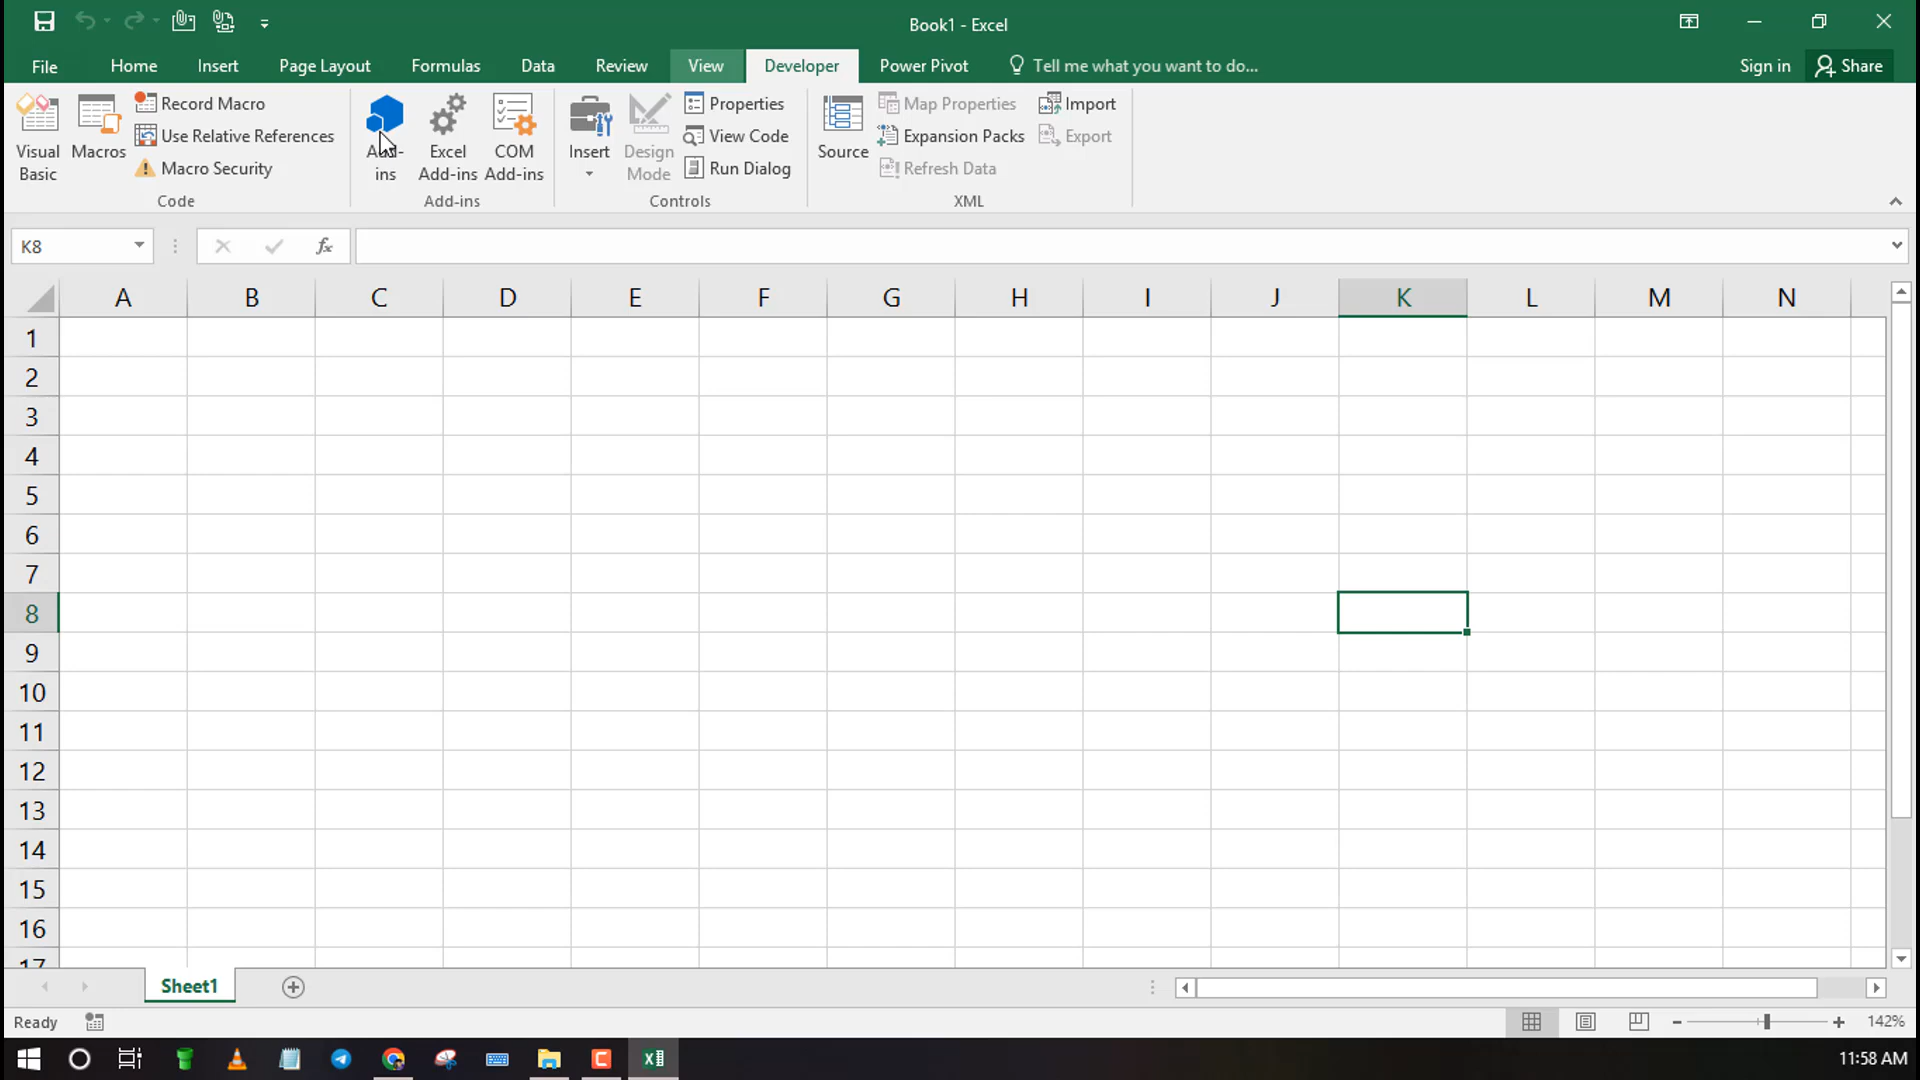 Book1 - Excel
File Home Insert Page Layout Formulas Data Review View Developer Power Pivot Tell me what you want to do... Sign in Share
Visual Basic
Macros
Record Macro
Use Relative References
Macro Security
Code
Add-ins
Excel Add-ins
COM Add-ins
Add-ins
Insert
Design Mode
Properties
View Code
Run Dialog
Controls
Source
Map Properties
Expansion Packs
Refresh Data
Import
Export
XML
K8
fx
A B C D E F G H I J K L M N
1
2
3
4
5
6
7
8
9
10
11
12
13
14
15
16
17
Sheet1
Ready
142%
11:58 AM